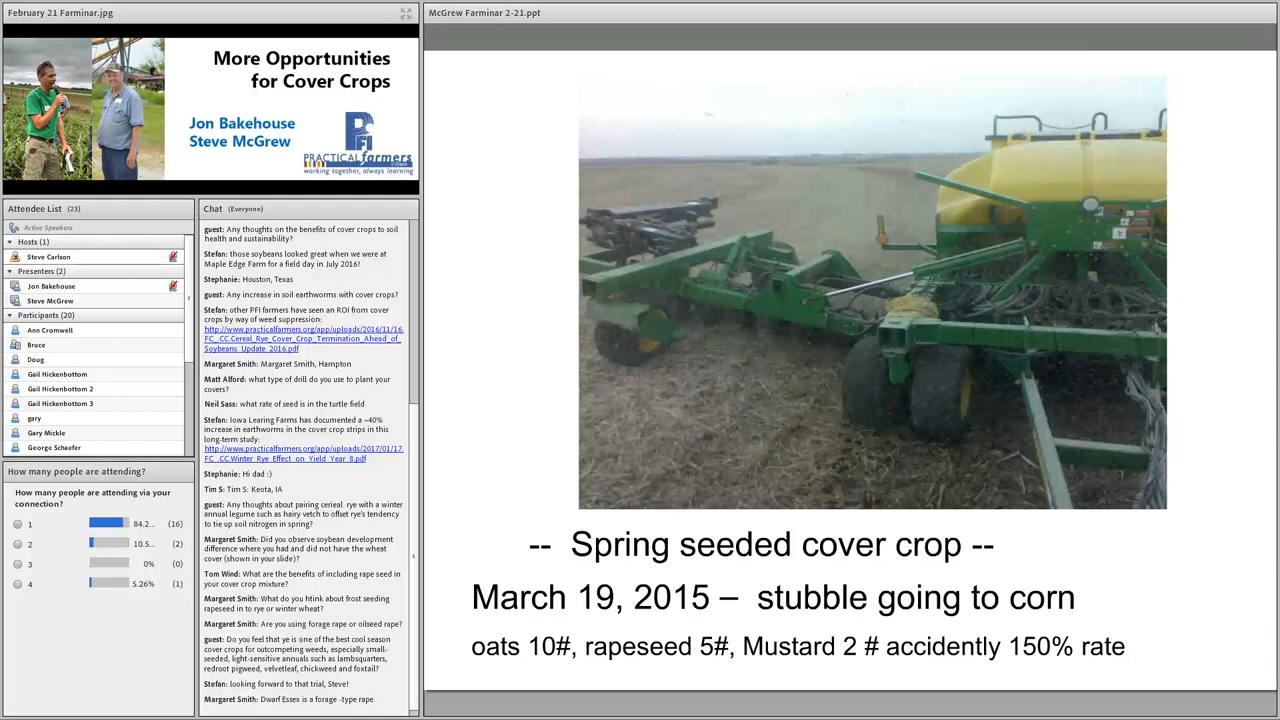 February 21 Farminar.jpg
More Opportunities
for Cover Crops
Jon Bakehouse
Steve McGrew
PFI
PRACTICAL farmers
working together, always learning
Attendee List (23)
Active Speakers
Hosts (1)
Steve Carlson
Presenters (2)
Jon Bakehouse
Steve McGrew
Participants (20)
Ann Cromwell
Bruce
Doug
Gail Hickenbottom
Gail Hickenbottom 2
Gail Hickenbottom 3
gary
Gary Mickle
George Schaefer
How many people are attending?
How many people are attending via your
connection?
1 84.2... (16)
2 10.5... (2)
3 0% (0)
4 5.26% (1)
Chat (Everyone)
guest: Any thoughts on the benefits of cover crops to soil
health and sustainability?
Stefan: those soybeans looked great when we were at
Maple Edge Farm for a field day in July 2016!
Stephanie: Houston, Texas
guest: Any increase in soil earthworms with cover crops?
Stefan: other PFI farmers have seen an ROI from cover
crops by way of weed suppression:
http://www.practicalfarmers.org/app/uploads/2016/11/16.
FC_.CC.Cereal_Rye_Cover_Crop_Termination_Ahead_of_
Soybeans_Update_2016.pdf
Margaret Smith: Margaret Smith, Hampton
Matt Alford: what type of drill do you use to plant your
covers?
Neil Sass: what rate of seed is in the turtle field
Stefan: Iowa Learing Farms has documented a ~40%
increase in earthworms in the cover crop strips in this
long-term study:
http://www.practicalfarmers.org/app/uploads/2017/01/17.
FC_.CC.Winter_Rye_Effect_on_Yield_Year_8.pdf
Stephanie: Hi dad :)
Tim S: Tim S: Keota, IA
guest: Any thoughts about pairing cerieal rye with a winter
annual legume such as hairy vetch to offset rye's tendency
to tie up soil nitrogen in spring?
Margaret Smith: Did you observe soybean development
difference where you had and did not have the wheat
cover (shown in your slide)?
Tom Wind: What are the benefits of including rape seed in
your cover crop mixture?
Margaret Smith: What do you htink about frost seeding
rapeseed in to rye or winter wheat?
Margaret Smith: Are you using forage rape or oilseed rape?
guest: Do you feel that ye is one of the best cool season
cover crops for outcompeting weeds, especially small-
seeded, light-sensitive annuals such as lambsquarters,
redroot pigweed, velvetleaf, chickweed and foxtail?
Stefan: looking forward to that trial, Steve!
Margaret Smith: Dwarf Essex is a forage -type rape.
McGrew Farminar 2-21.ppt
-- Spring seeded cover crop --
March 19, 2015 – stubble going to corn
oats 10#, rapeseed 5#, Mustard 2 # accidently 150% rate